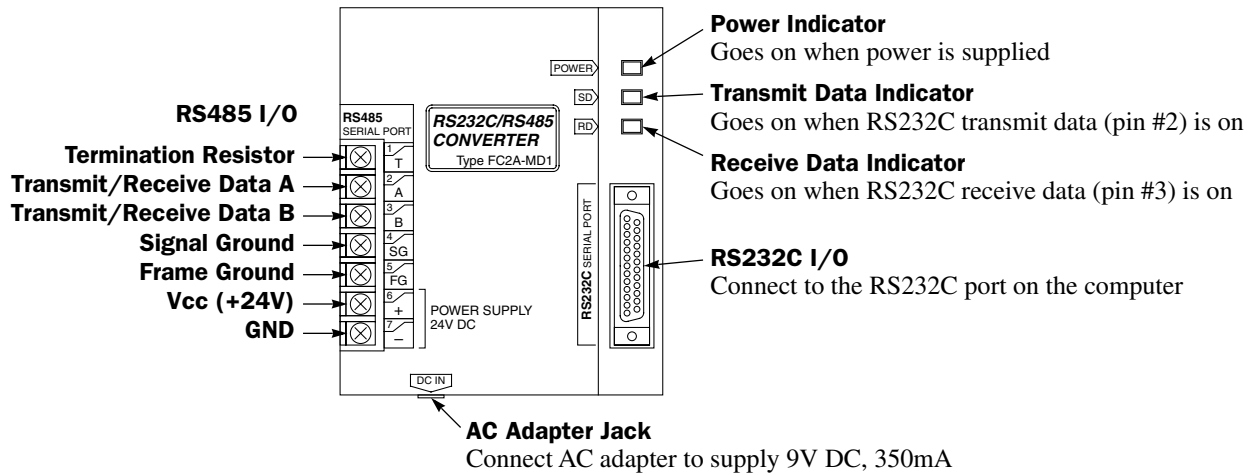 Power Indicator
Goes on when power is supplied
POWER
SD
Transmit Data Indicator
Goes on when RS232C transmit data (pin #2) is on
RD
Receive Data Indicator
Goes on when RS232C receive data (pin #3) is on
RS485 I/O
RS485
SERIAL PORT
RS232C/RS485
CONVERTER
Type FC2A-MD1
Termination Resistor
1
T
Transmit/Receive Data A
2
A
Transmit/Receive Data B
3
B
Signal Ground
4
SG
Frame Ground
5
FG
Vcc (+24V)
6
+
GND
7
–
POWER SUPPLY
24V DC
RS232C SERIAL PORT
RS232C I/O
Connect to the RS232C port on the computer
DC IN
AC Adapter Jack
Connect AC adapter to supply 9V DC, 350mA